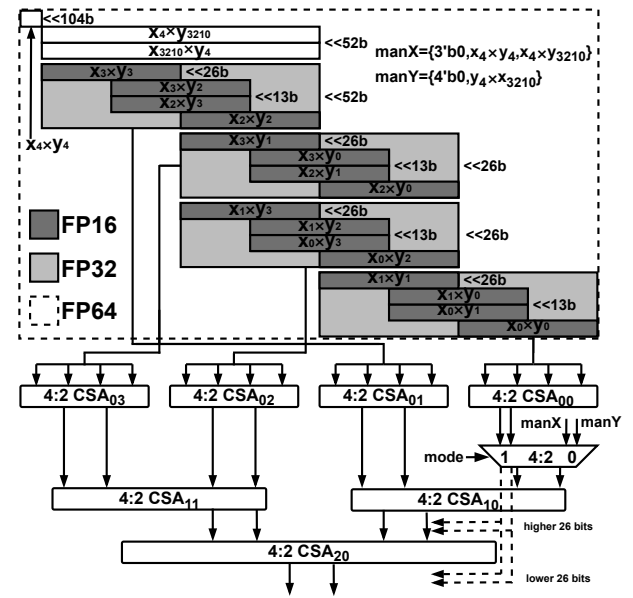 <<104b
x4×y3210
x3210×y4
<<52b
manX={3'b0,x4×y4,x4×y3210}
manY={4'b0,y4×x3210}
x3×y3
<<26b
x3×y2
x2×y3
<<13b
<<52b
x2×y2
x4×y4
x3×y1
<<26b
x3×y0
x2×y1
<<13b
<<26b
x2×y0
x1×y3
<<26b
x1×y2
x0×y3
<<13b
<<26b
x0×y2
FP16
FP32
FP64
x1×y1
<<26b
x1×y0
x0×y1
<<13b
x0×y0
4:2 CSA03
4:2 CSA02
4:2 CSA01
4:2 CSA00
manX manY
mode
1 4:2 0
4:2 CSA11
4:2 CSA10
higher 26 bits
4:2 CSA20
lower 26 bits